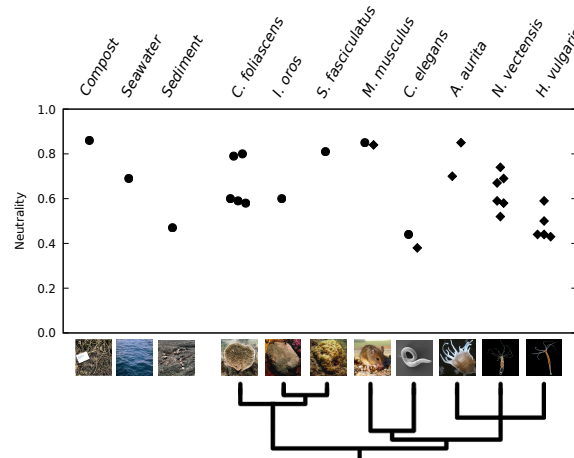 Compost
Seawater
Sediment
C. foliascens
I. oros
S. fasciculatus
M. musculus
C. elegans
A. aurita
N. vectensis
H. vulgaris
1.0
0.8
0.6
0.4
0.2
0.0
Neutrality